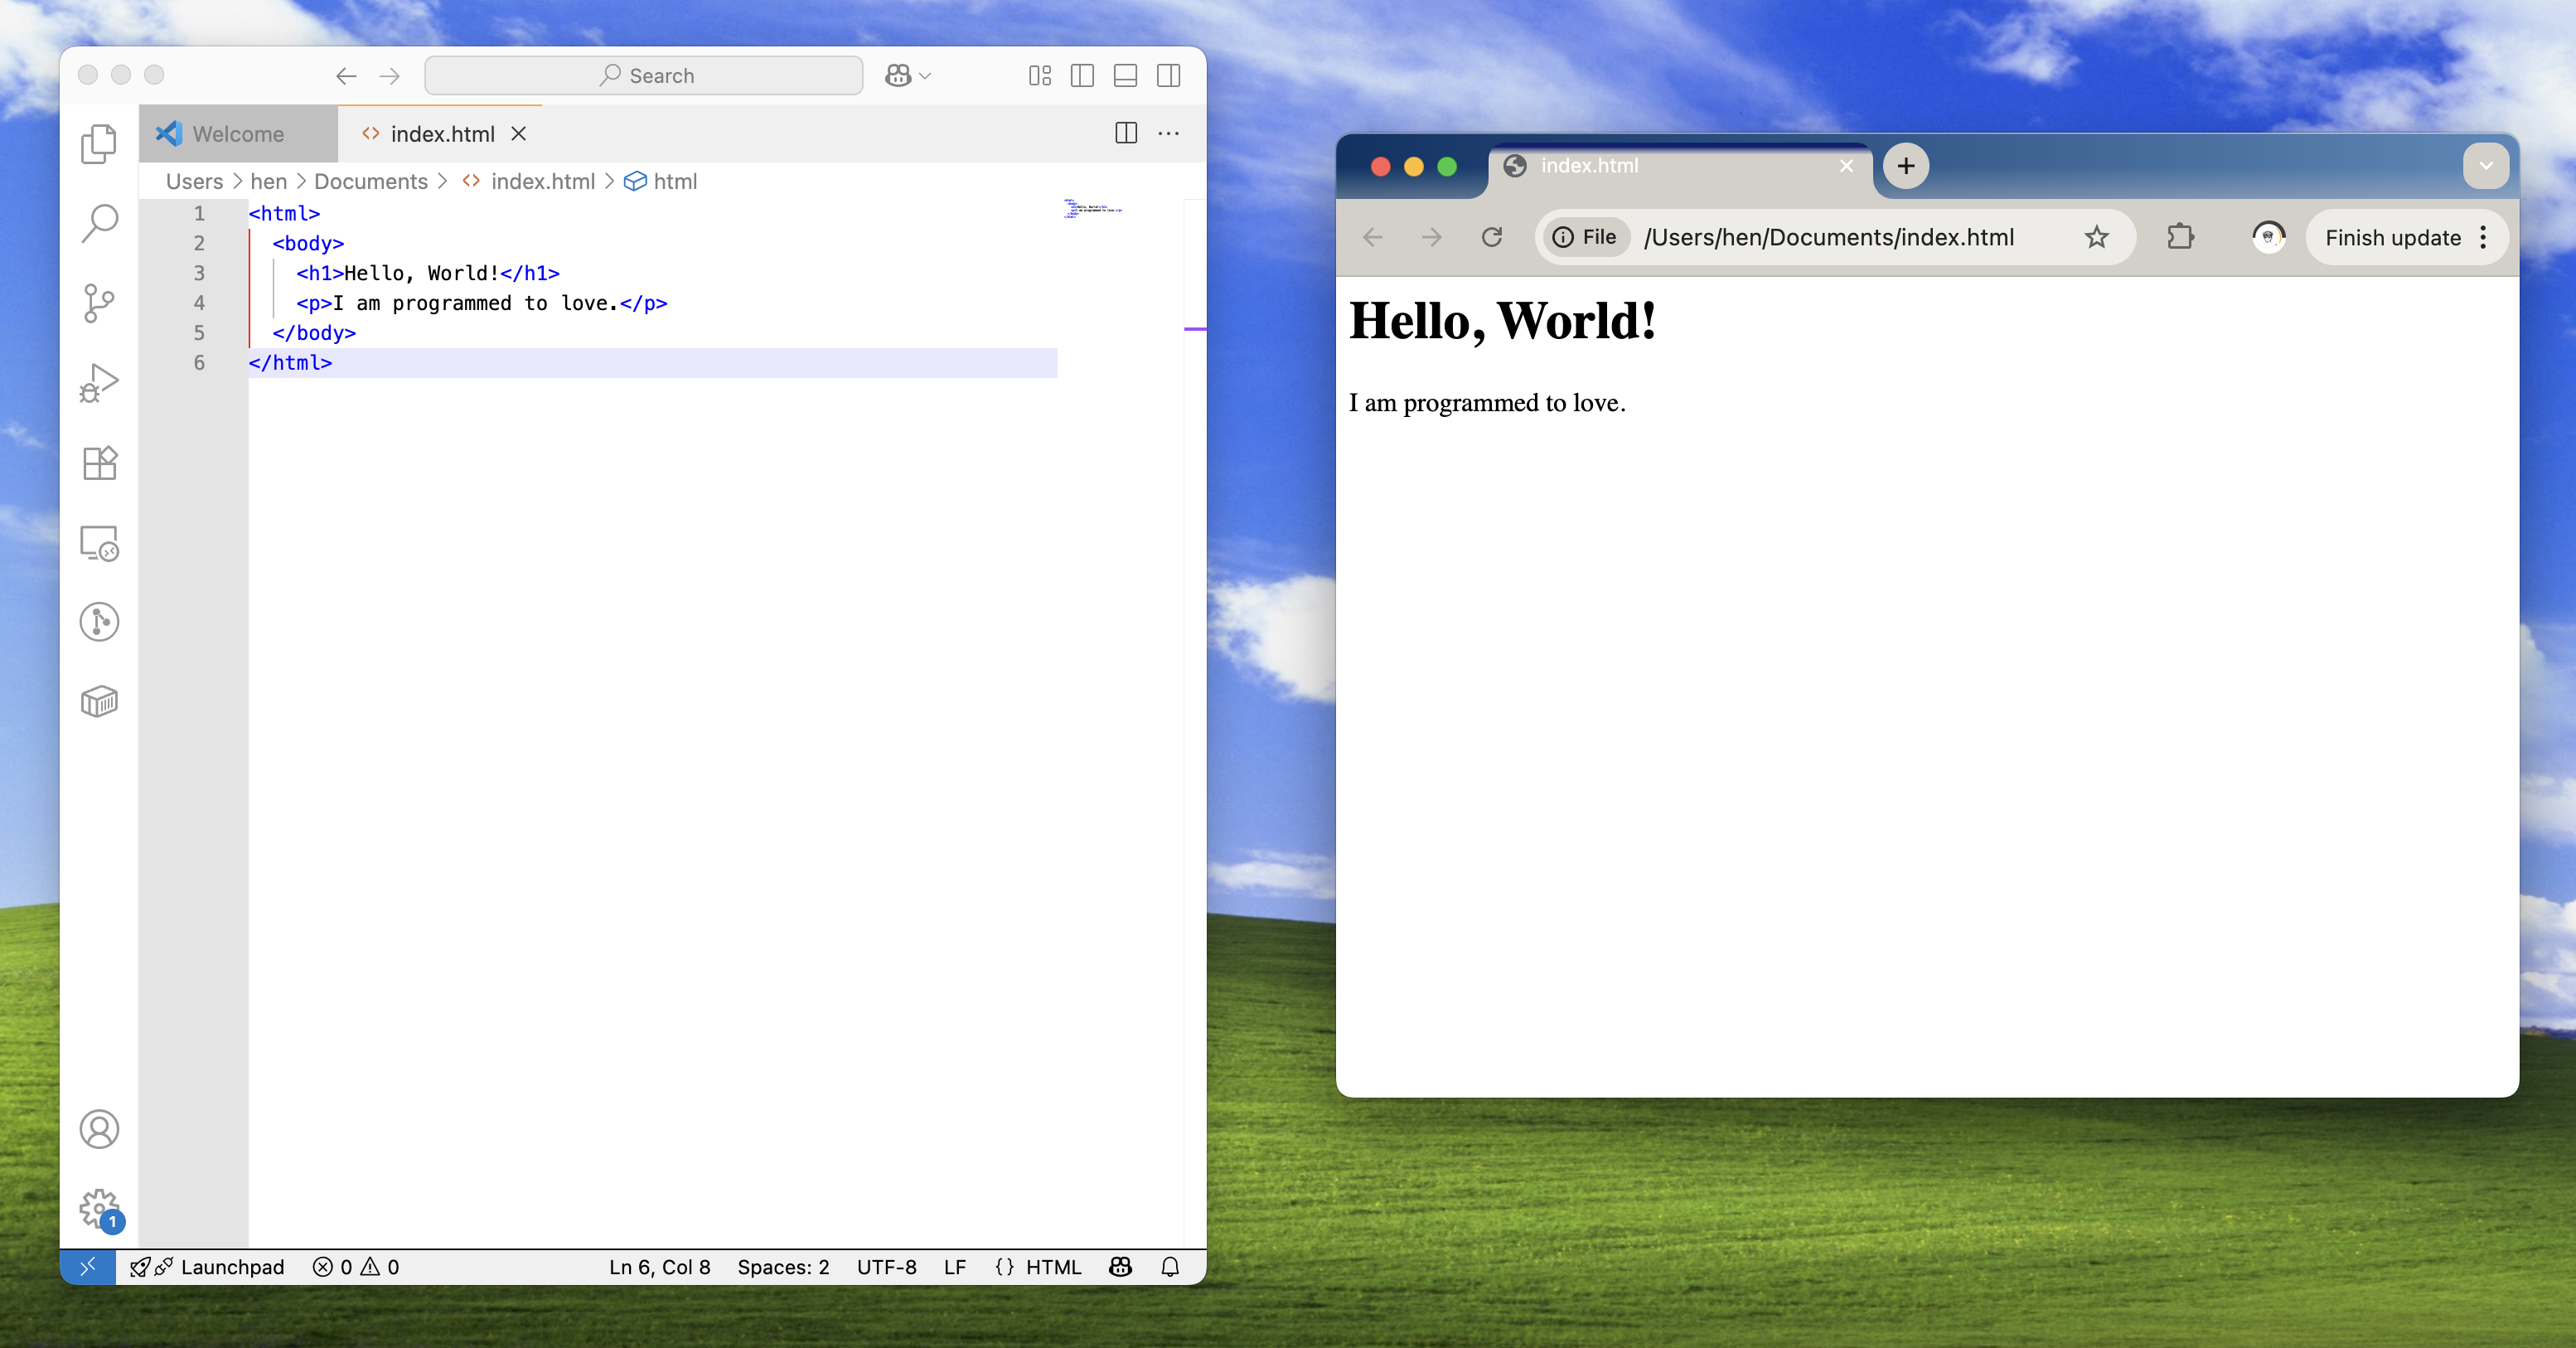 Search
Welcome
index.html
Users > hen > Documents > <> index.html > html
1 <html>
2 <body>
3 <h1>Hello, World!</h1>
4 <p>I am programmed to love.</p>
5 </body>
6 </html>
1
Launchpad 0 0 Ln 6, Col 8 Spaces: 2 UTF-8 LF {} HTML
index.html
File /Users/hen/Documents/index.html Finish update
Hello, World!
I am programmed to love.